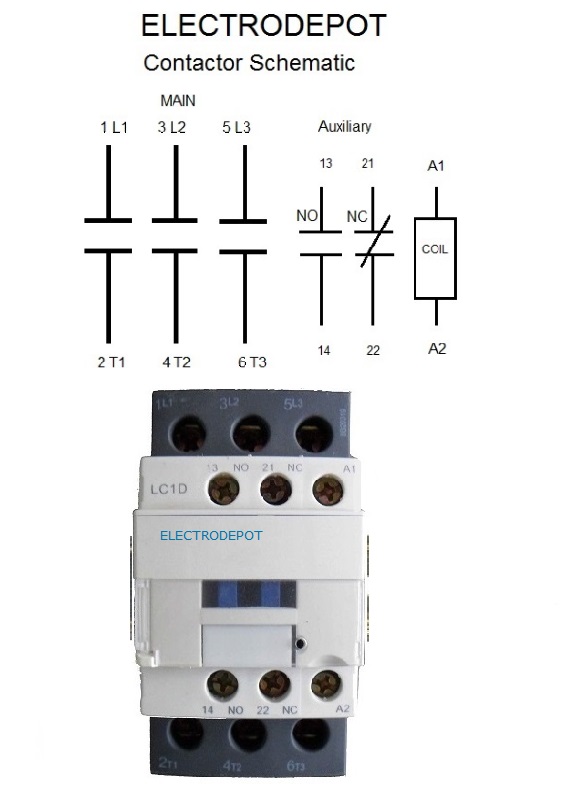 ELECTRODEPOT
Contactor Schematic
MAIN
1 L1 3 L2 5 L3 Auxiliary
13 21 A1
NO NC
COIL
14 22 A2
2 T1 4 T2 6 T3
1L1 3L2 5L3
13 NO 21 NC A1
LC1D
ELECTRODEPOT
14 NO 22 NC A2
2T1 4T2 6T3